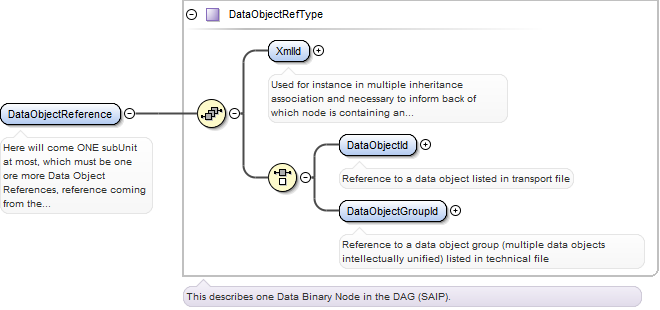 DataObjectRefType
XmlId
Used for instance in multiple inheritance
association and necessary to inform back of
which node is containing an...
DataObjectReference
Here will come ONE subUnit
at most, which must be one
ore more Data Object
References, reference coming
from the...
DataObjectId
Reference to a data object listed in transport file
DataObjectGroupId
Reference to a data object group (multiple data objects
intellectually unified) listed in technical file
This describes one Data Binary Node in the DAG (SAIP).